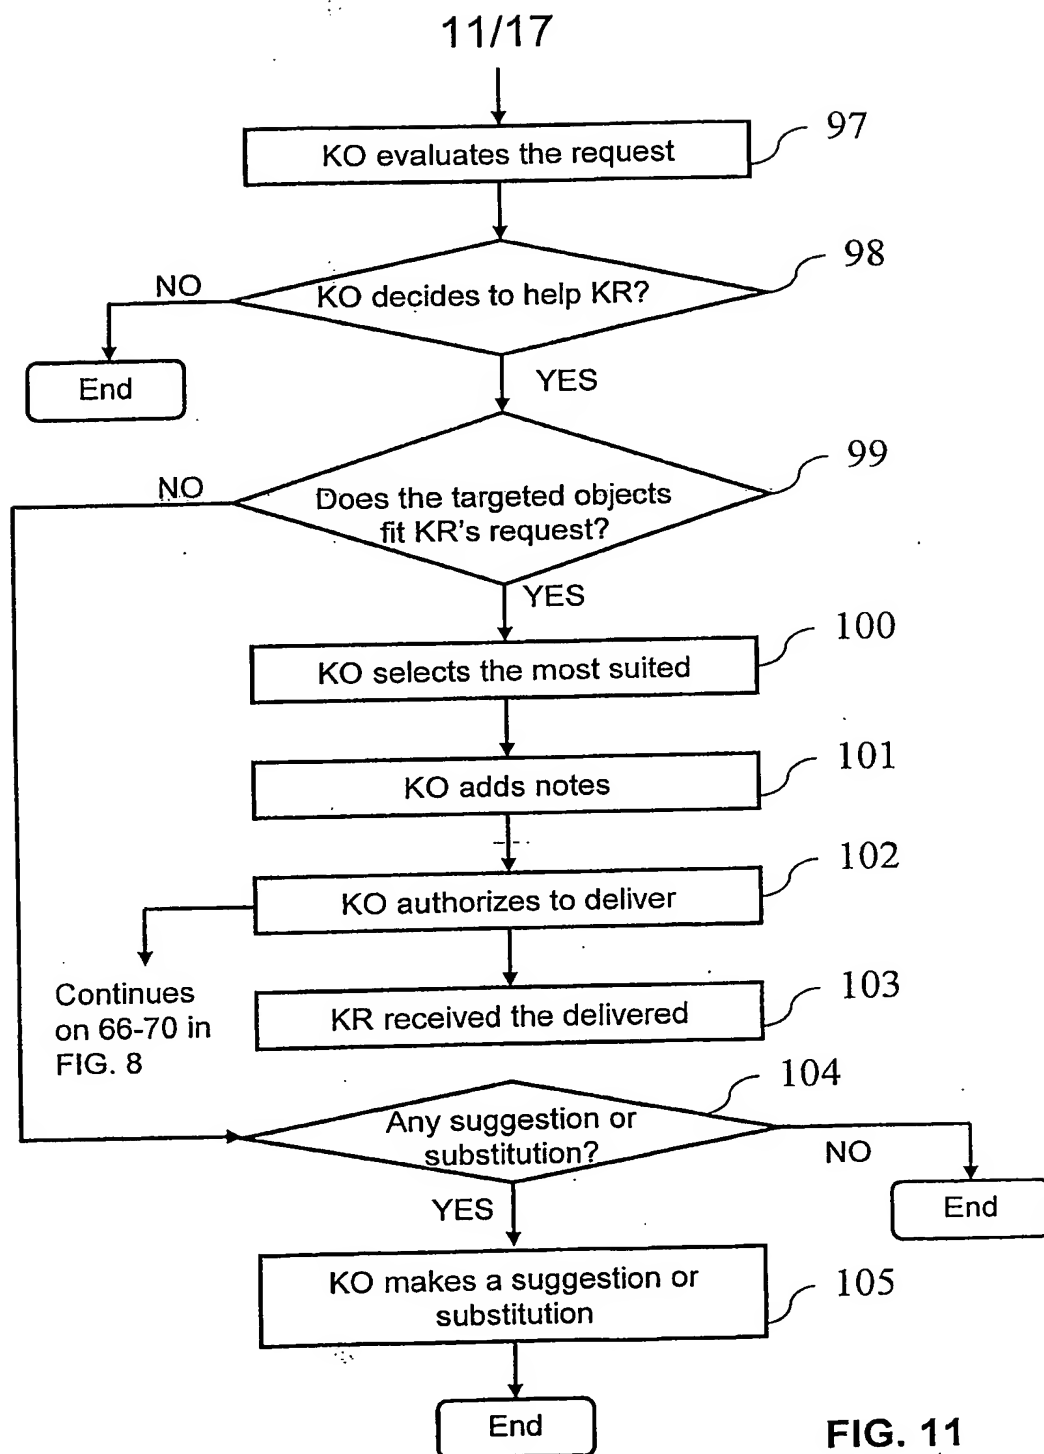 11/17
KO evaluates the request
97
KO decides to help KR?
98
NO
End
YES
Does the targeted objects
fit KR's request?
99
NO
YES
KO selects the most suited
100
KO adds notes
101
KO authorizes to deliver
102
Continues
on 66-70 in
FIG. 8
KR received the delivered
103
Any suggestion or
substitution?
104
NO
End
YES
KO makes a suggestion or
substitution
105
End
FIG. 11